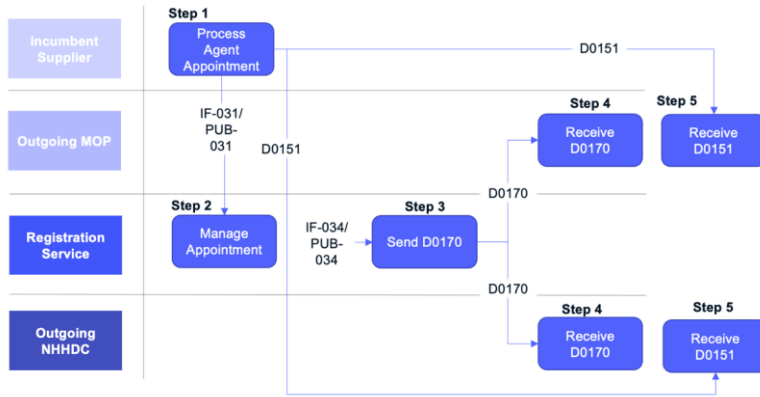 Step 1
Incumbent
Supplier
Process
Agent
Appointment
D0151
IF-031/
PUB-
031
D0151
Outgoing MOP
Step 4
Receive
D0170
Step 5
Receive
D0151
D0170
Registration
Service
Step 2
Manage
Appointment
IF-034/
PUB-
034
Step 3
Send D0170
D0170
Outgoing
NHHDC
Step 4
Receive
D0170
Step 5
Receive
D0151